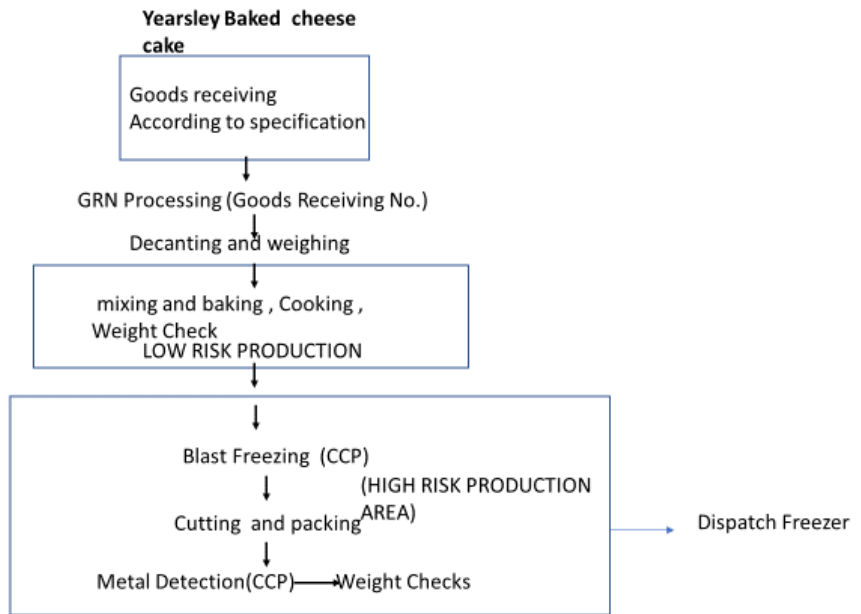 Yearsley Baked cheese
cake
Goods receiving
According to specification
GRN Processing (Goods Receiving No.)
Decanting and weighing
mixing and baking , Cooking ,
Weight Check
LOW RISK PRODUCTION
Blast Freezing (CCP)
(HIGH RISK PRODUCTION
AREA)
Cutting and packing
Dispatch Freezer
Metal Detection(CCP)
Weight Checks